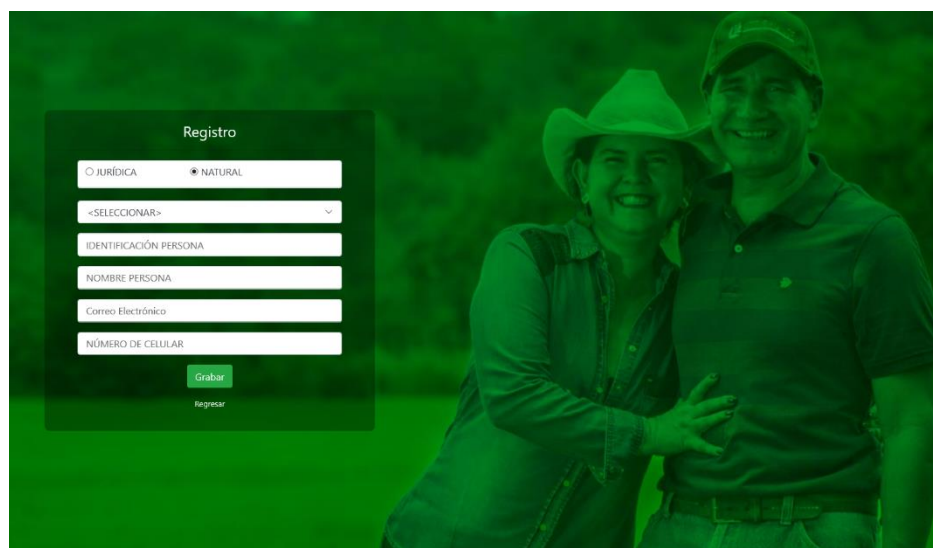 Registro
JURÍDICA NATURAL
<SELECCIONAR>
IDENTIFICACIÓN PERSONA
NOMBRE PERSONA
Correo Electrónico
NÚMERO DE CELULAR
Grabar
Regresar